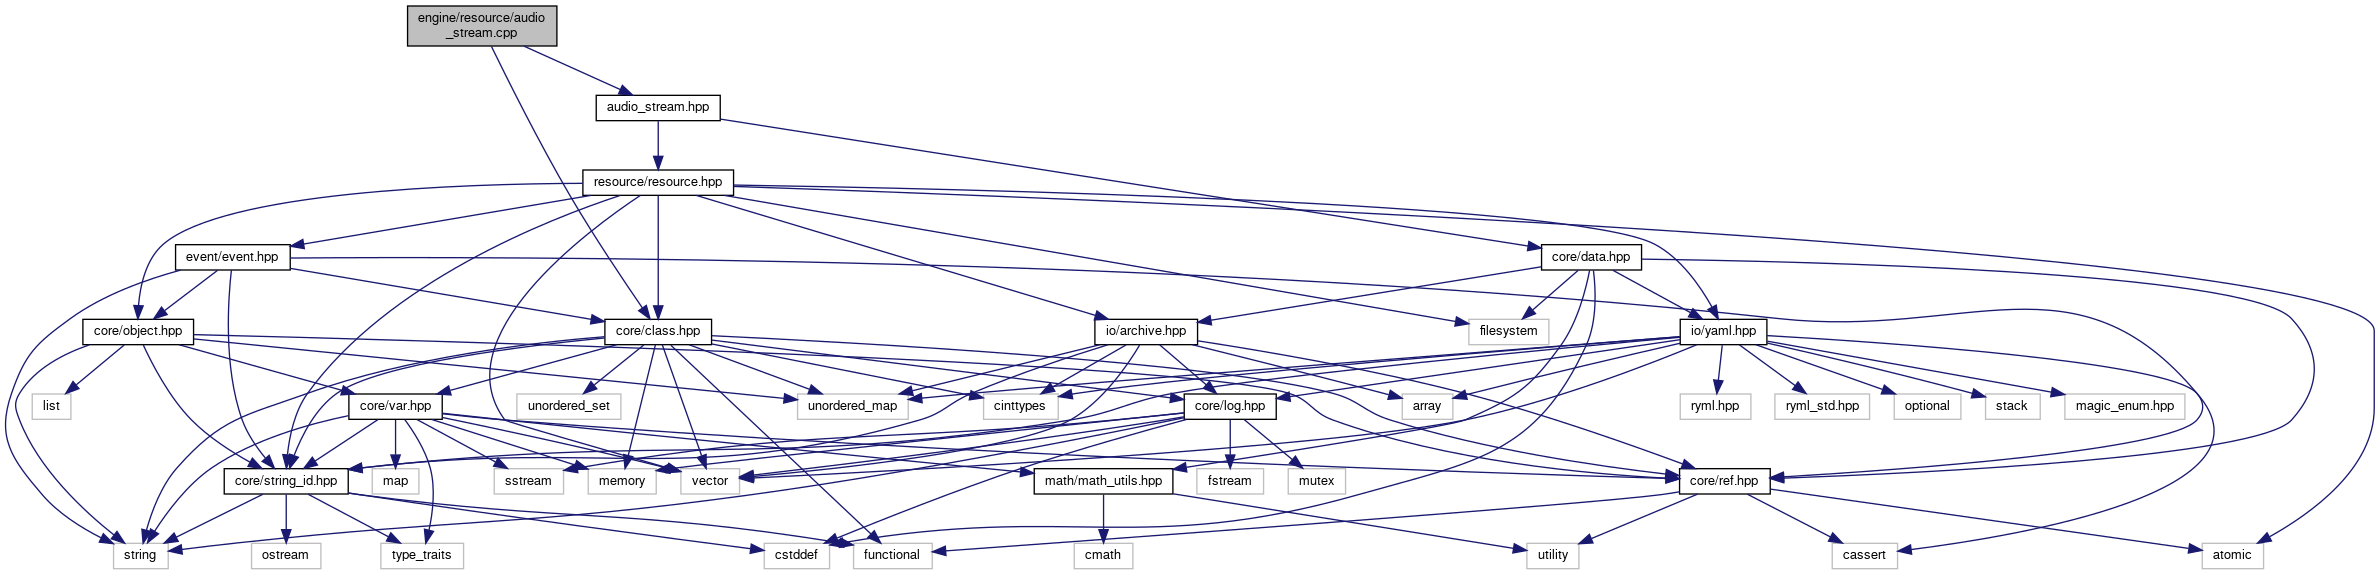 engine/resource/audio
_stream.cpp
audio_stream.hpp
resource/resource.hpp
event/event.hpp
core/data.hpp
core/object.hpp
core/class.hpp
io/archive.hpp
filesystem
io/yaml.hpp
list
core/var.hpp
unordered_set
unordered_map
cinttypes
core/log.hpp
array
ryml.hpp
ryml_std.hpp
optional
stack
magic_enum.hpp
core/string_id.hpp
map
sstream
memory
vector
math/math_utils.hpp
fstream
mutex
core/ref.hpp
string
ostream
type_traits
cstddef
functional
cmath
utility
cassert
atomic